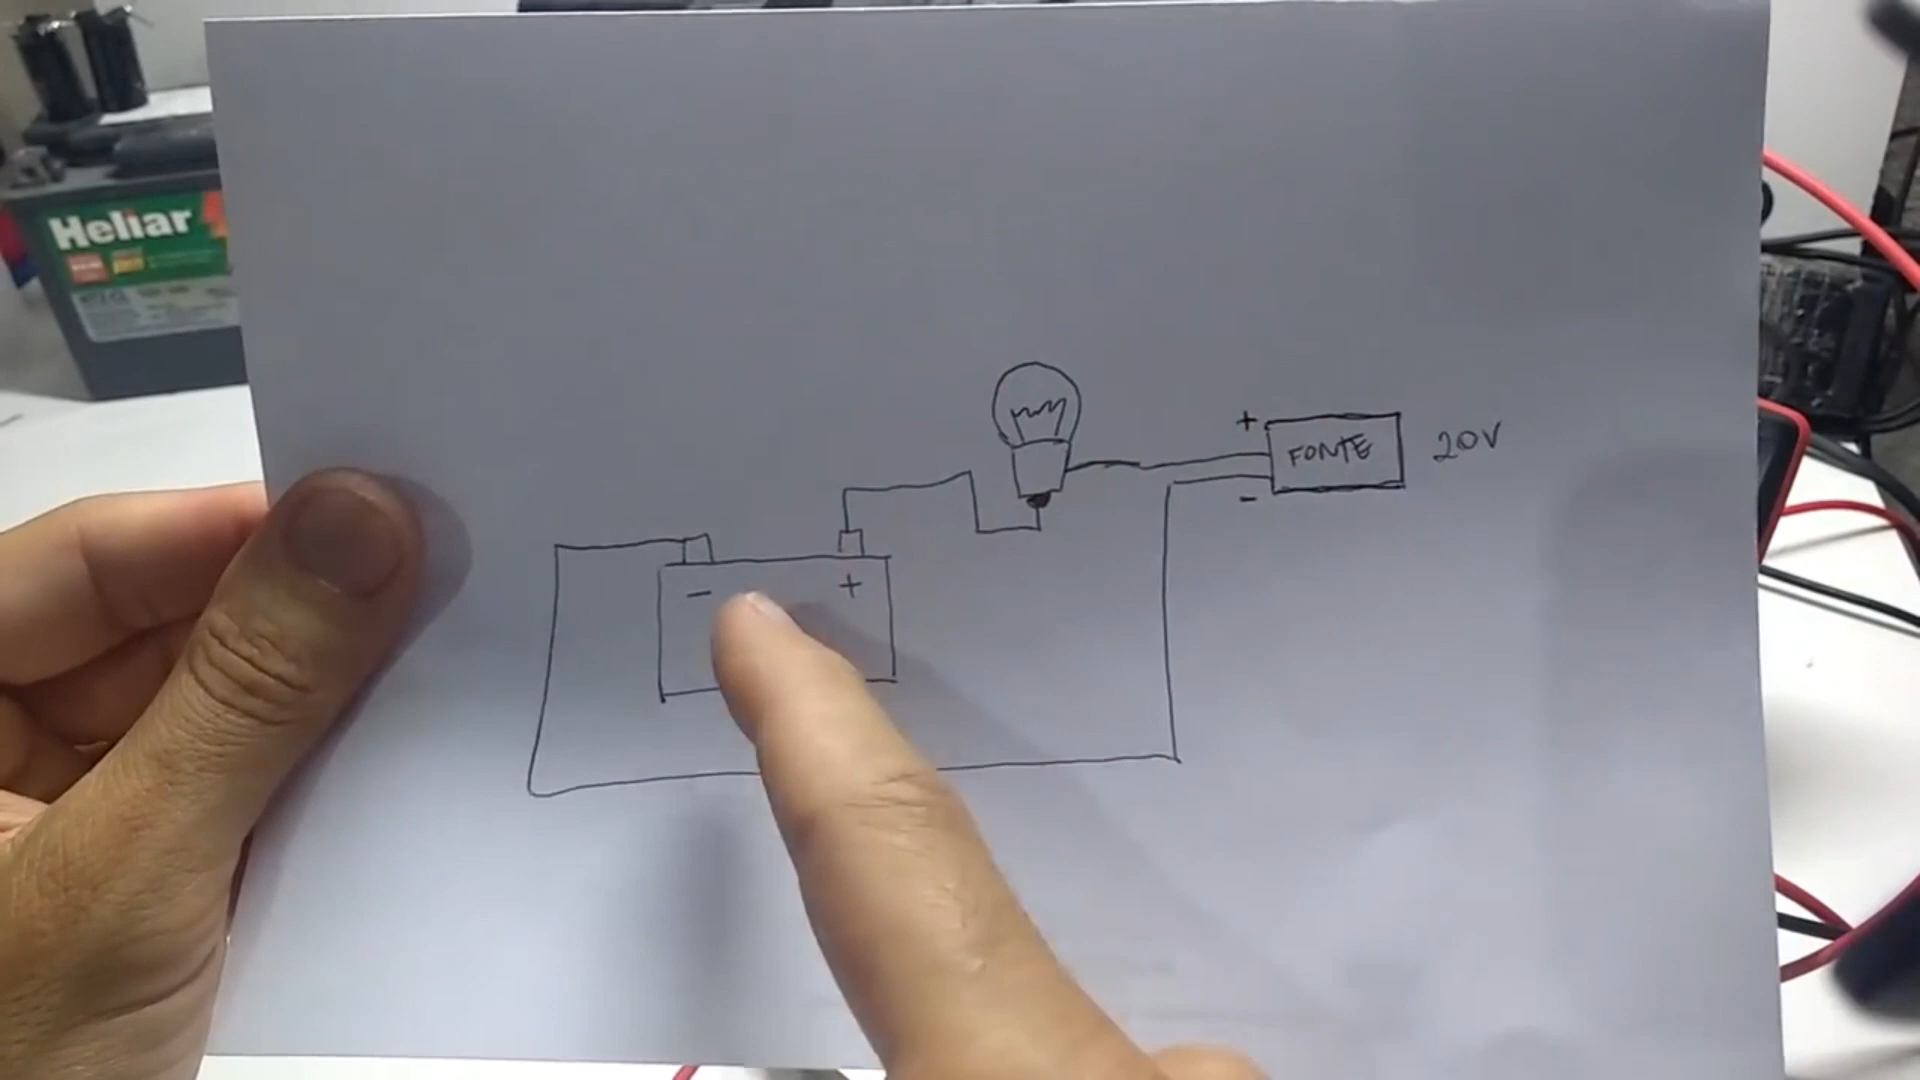 Heliar
+
FONTE
20V
-
- +